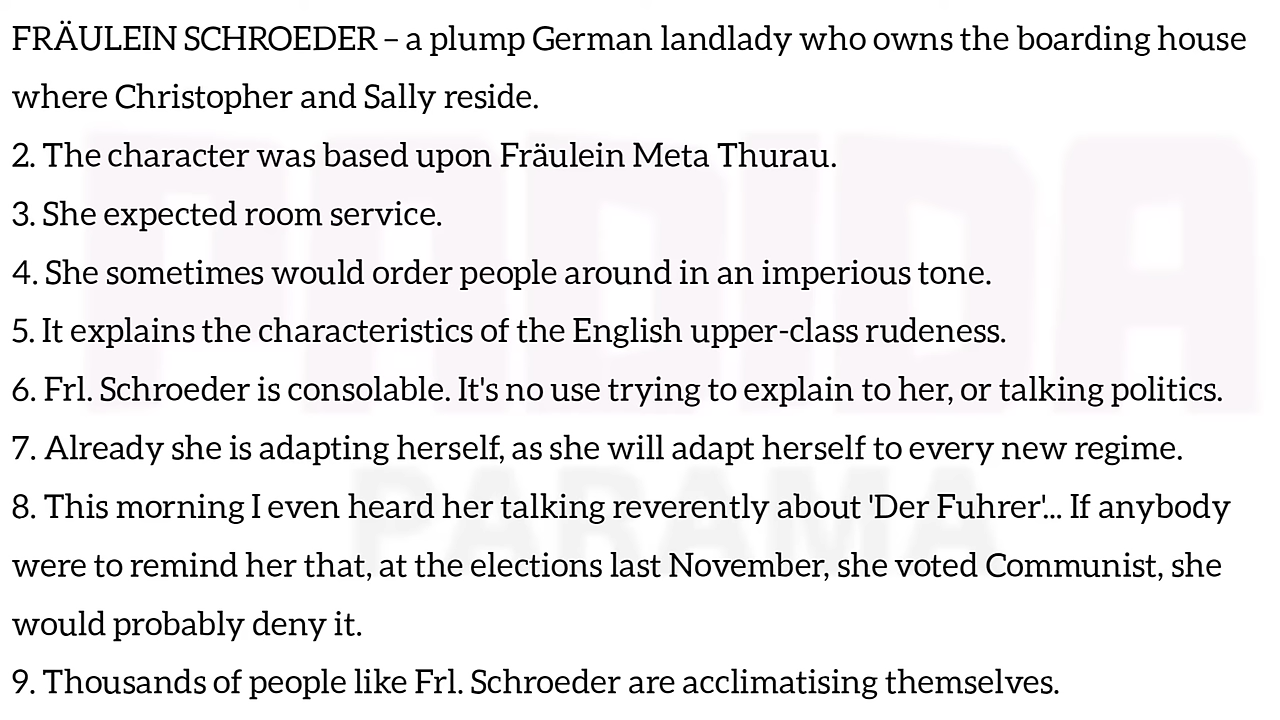 FRÄULEIN SCHROEDER – a plump German landlady who owns the boarding house
where Christopher and Sally reside.
2. The character was based upon Fräulein Meta Thurau.
3. She expected room service.
4. She sometimes would order people around in an imperious tone.
5. It explains the characteristics of the English upper-class rudeness.
6. Frl. Schroeder is consolable. It's no use trying to explain to her, or talking politics.
7. Already she is adapting herself, as she will adapt herself to every new regime.
8. This morning I even heard her talking reverently about 'Der Fuhrer'... If anybody
were to remind her that, at the elections last November, she voted Communist, she
would probably deny it.
9. Thousands of people like Frl. Schroeder are acclimatising themselves.
PADIDA
PARAMA